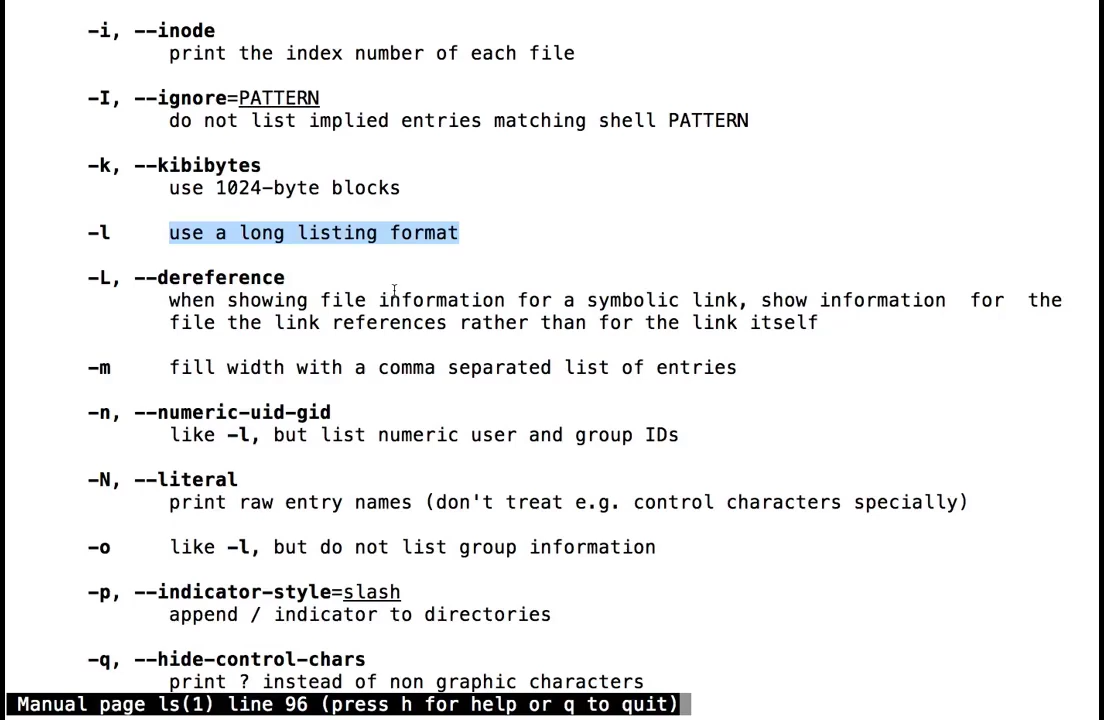 -i, --inode
print the index number of each file
-I, --ignore=PATTERN
do not list implied entries matching shell PATTERN
-k, --kibibytes
use 1024-byte blocks
-l use a long listing format
-L, --dereference
when showing file information for a symbolic link, show information for the
file the link references rather than for the link itself
-m fill width with a comma separated list of entries
-n, --numeric-uid-gid
like -l, but list numeric user and group IDs
-N, --literal
print raw entry names (don't treat e.g. control characters specially)
-o like -l, but do not list group information
-p, --indicator-style=slash
append / indicator to directories
-q, --hide-control-chars
print ? instead of non graphic characters
Manual page ls(1) line 96 (press h for help or q to quit)